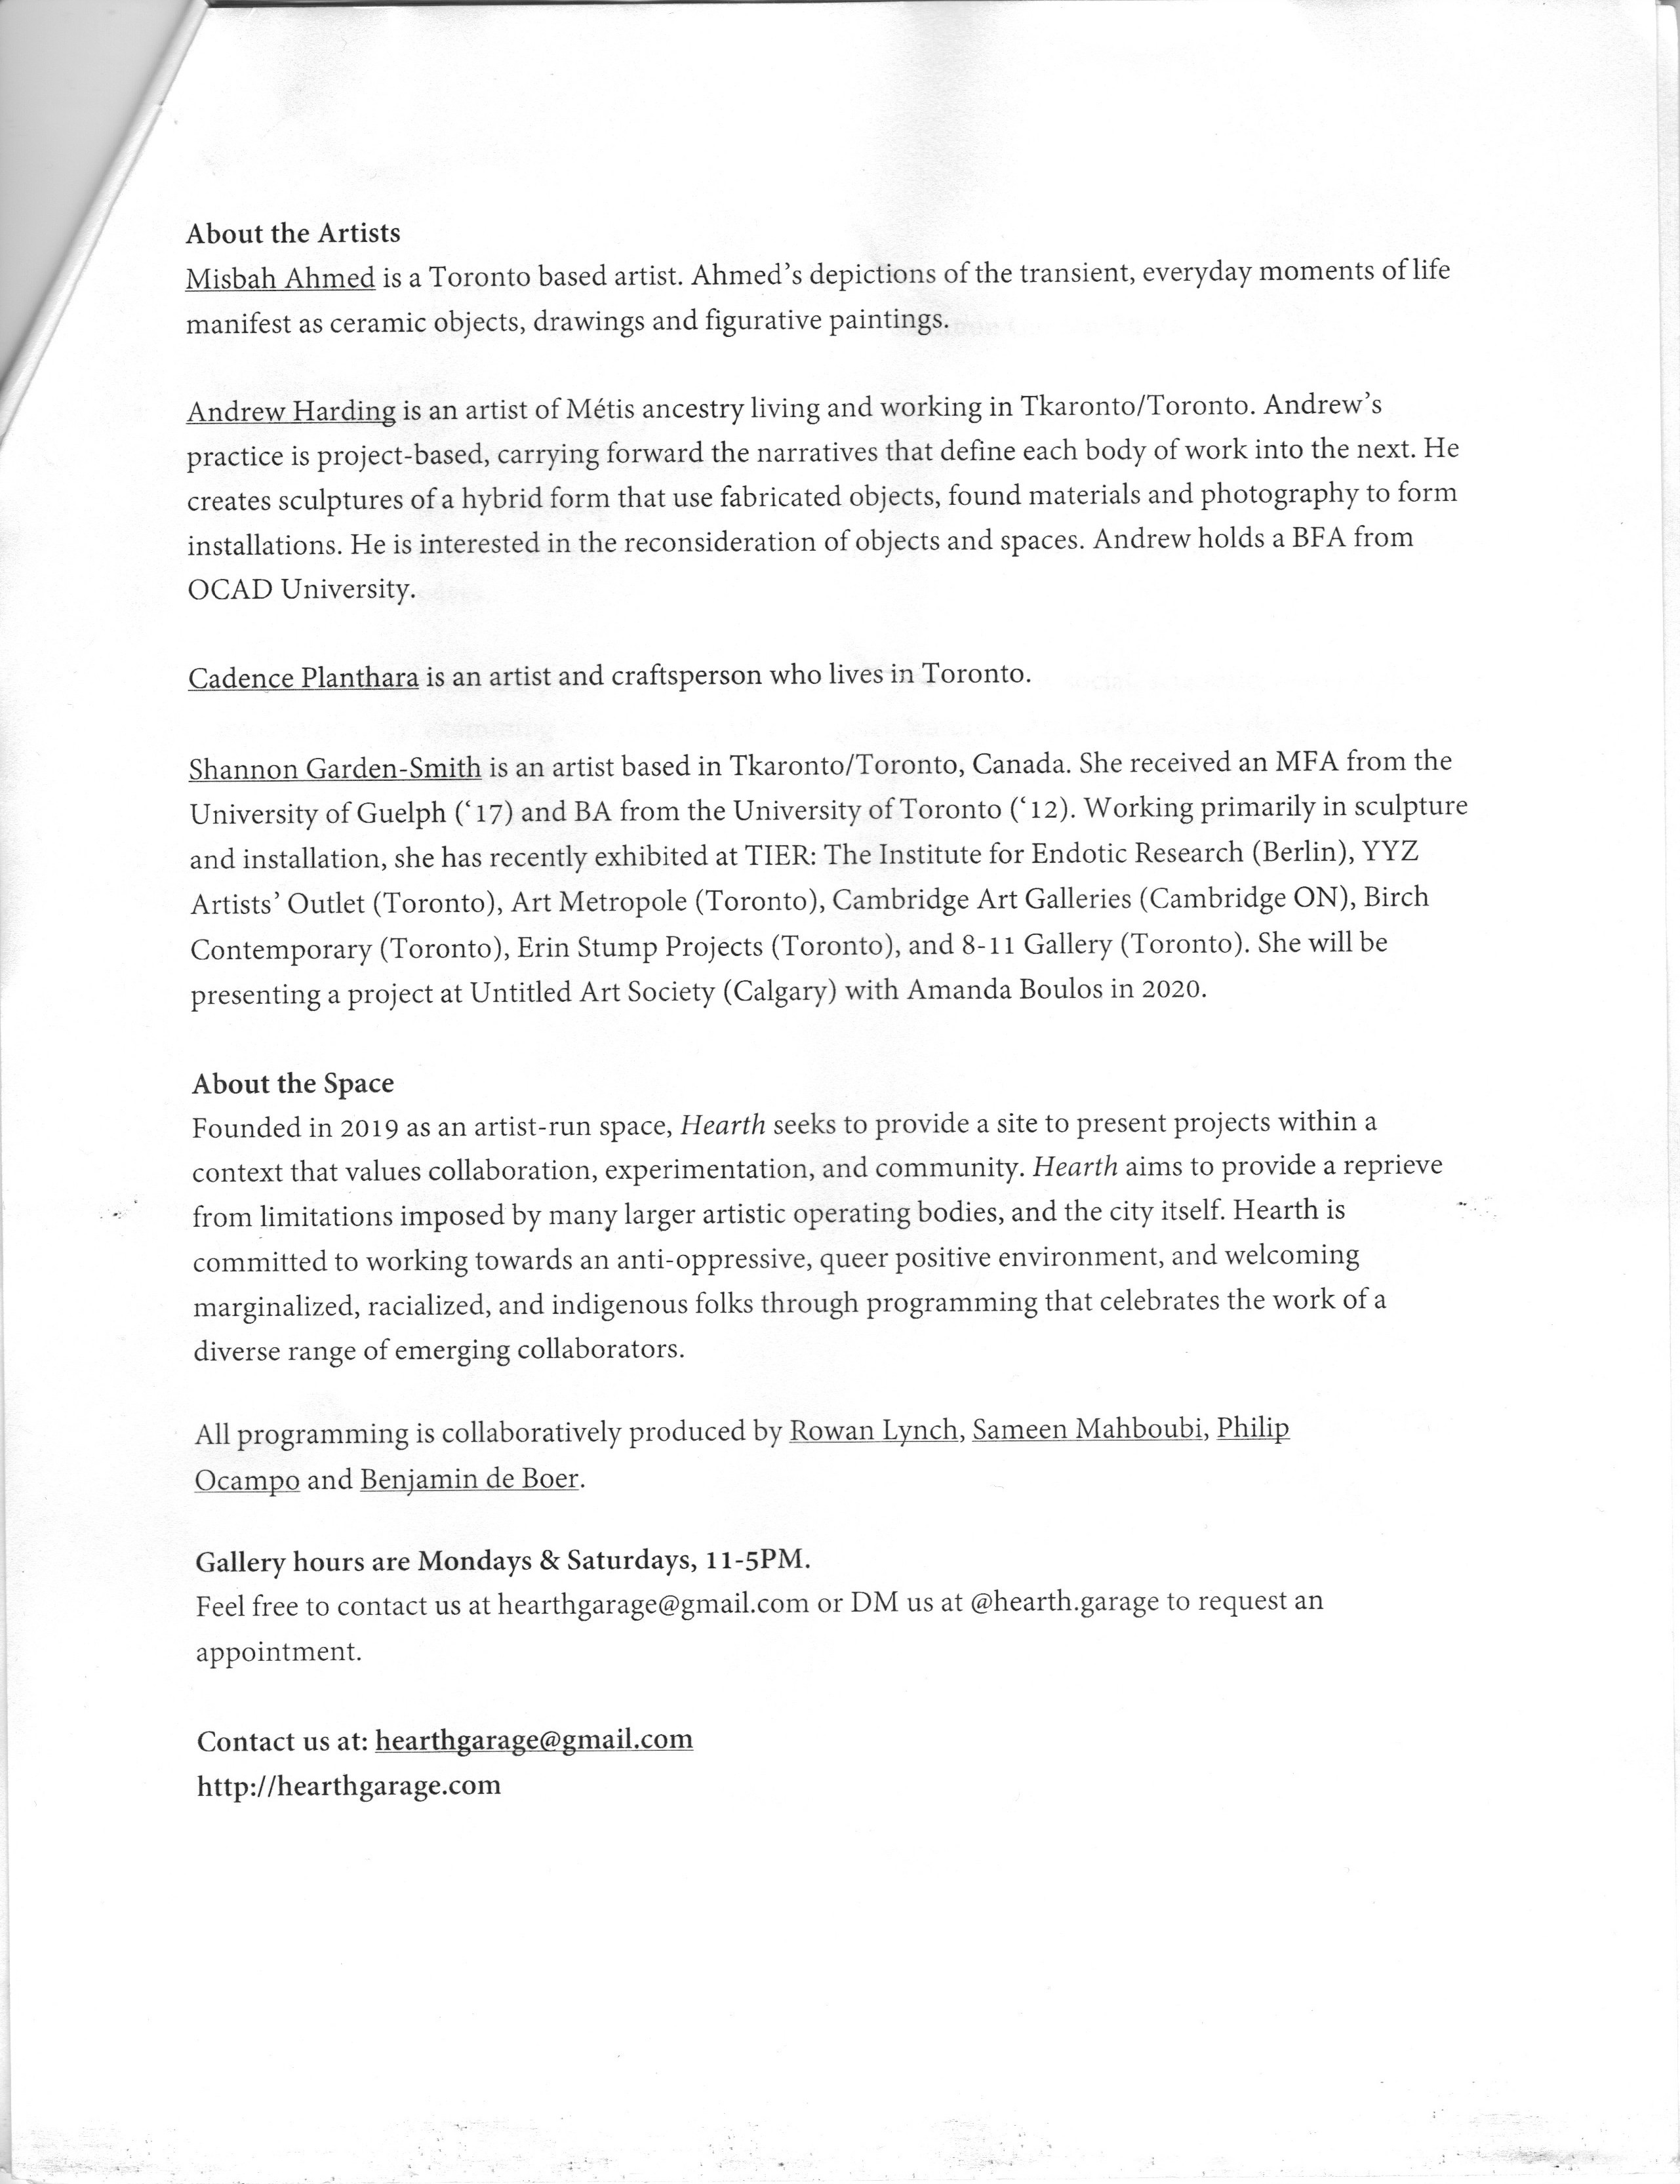 About the Artists
Misbah Ahmed is a Toronto based artist. Ahmed’s depictions of the transient, everyday moments of life
manifest as ceramic objects, drawings and figurative paintings.
Andrew Harding is an artist of Métis ancestry living and working in Tkaronto/Toronto. Andrew’s
practice is project-based, carrying forward the narratives that define each body of work into the next. He
creates sculptures of a hybrid form that use fabricated objects, found materials and photography to form
installations. He is interested in the reconsideration of objects and spaces. Andrew holds a BFA from
OCAD University.
Cadence Planthara is an artist and craftsperson who lives in Toronto.
Shannon Garden-Smith is an artist based in Tkaronto/Toronto, Canada. She received an MFA from the
University of Guelph (‘17) and BA from the University of Toronto (‘12). Working primarily in sculpture
and installation, she has recently exhibited at TIER: The Institute for Endotic Research (Berlin), YYZ
Artists’ Outlet (Toronto), Art Metropole (Toronto), Cambridge Art Galleries (Cambridge ON), Birch
Contemporary (Toronto), Erin Stump Projects (Toronto), and 8-11 Gallery (Toronto). She will be
presenting a project at Untitled Art Society (Calgary) with Amanda Boulos in 2020.
About the Space
Founded in 2019 as an artist-run space, Hearth seeks to provide a site to present projects within a
context that values collaboration, experimentation, and community. Hearth aims to provide a reprieve
from limitations imposed by many larger artistic operating bodies, and the city itself. Hearth is
committed to working towards an anti-oppressive, queer positive environment, and welcoming
marginalized, racialized, and indigenous folks through programming that celebrates the work of a
diverse range of emerging collaborators.
All programming is collaboratively produced by Rowan Lynch, Sameen Mahboubi, Philip
Ocampo and Benjamin de Boer.
Gallery hours are Mondays & Saturdays, 11-5PM.
Feel free to contact us at hearthgarage@gmail.com or DM us at @hearth.garage to request an
appointment.
Contact us at: hearthgarage@gmail.com
http://hearthgarage.com